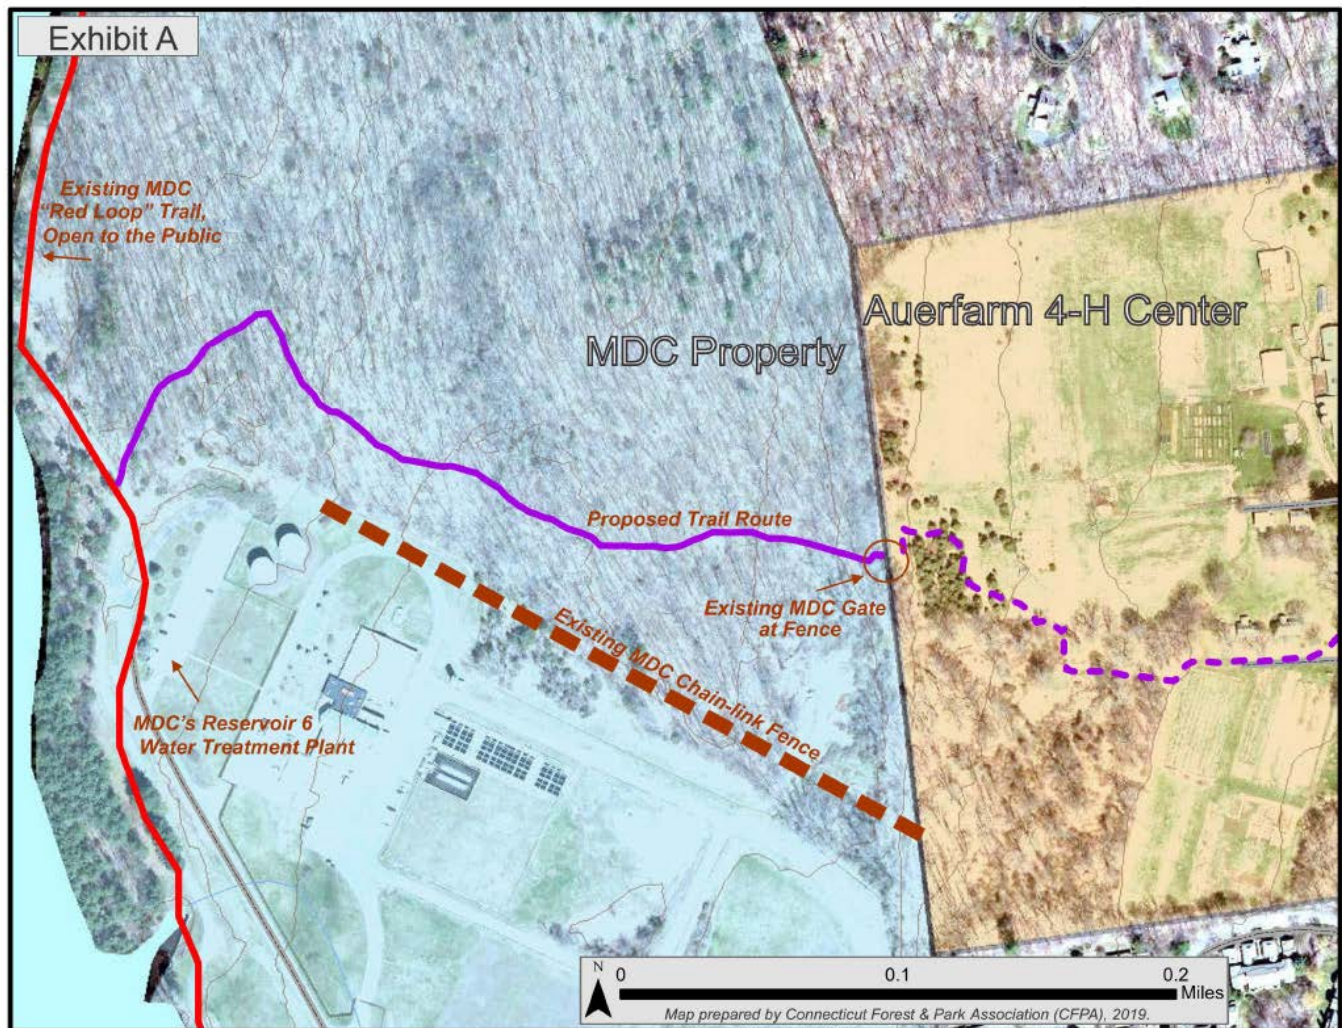 Exhibit A
Existing MDC
“Red Loop” Trail,
Open to the Public
Auerfarm 4-H Center
MDC Property
Proposed Trail Route
Existing MDC Gate
at Fence
Existing MDC Chain-link Fence
MDC’s Reservoir 6
Water Treatment Plant
N
0 0.1 0.2
Miles
Map prepared by Connecticut Forest & Park Association (CFPA), 2019.